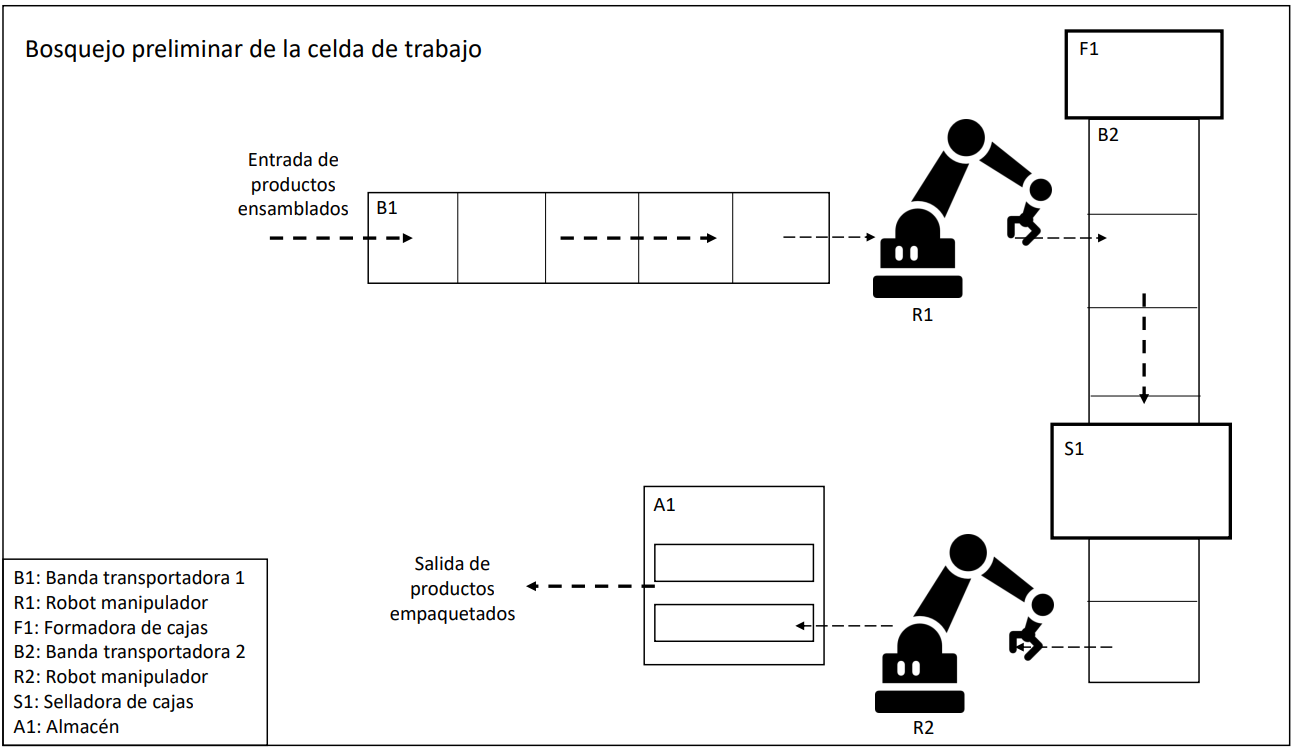 Bosquejo preliminar de la celda de trabajo
F1
B2
Entrada de
productos
ensamblados
B1
R1
S1
A1
Salida de
productos
empaquetados
R2
B1: Banda transportadora 1
R1: Robot manipulador
F1: Formadora de cajas
B2: Banda transportadora 2
R2: Robot manipulador
S1: Selladora de cajas
A1: Almacén